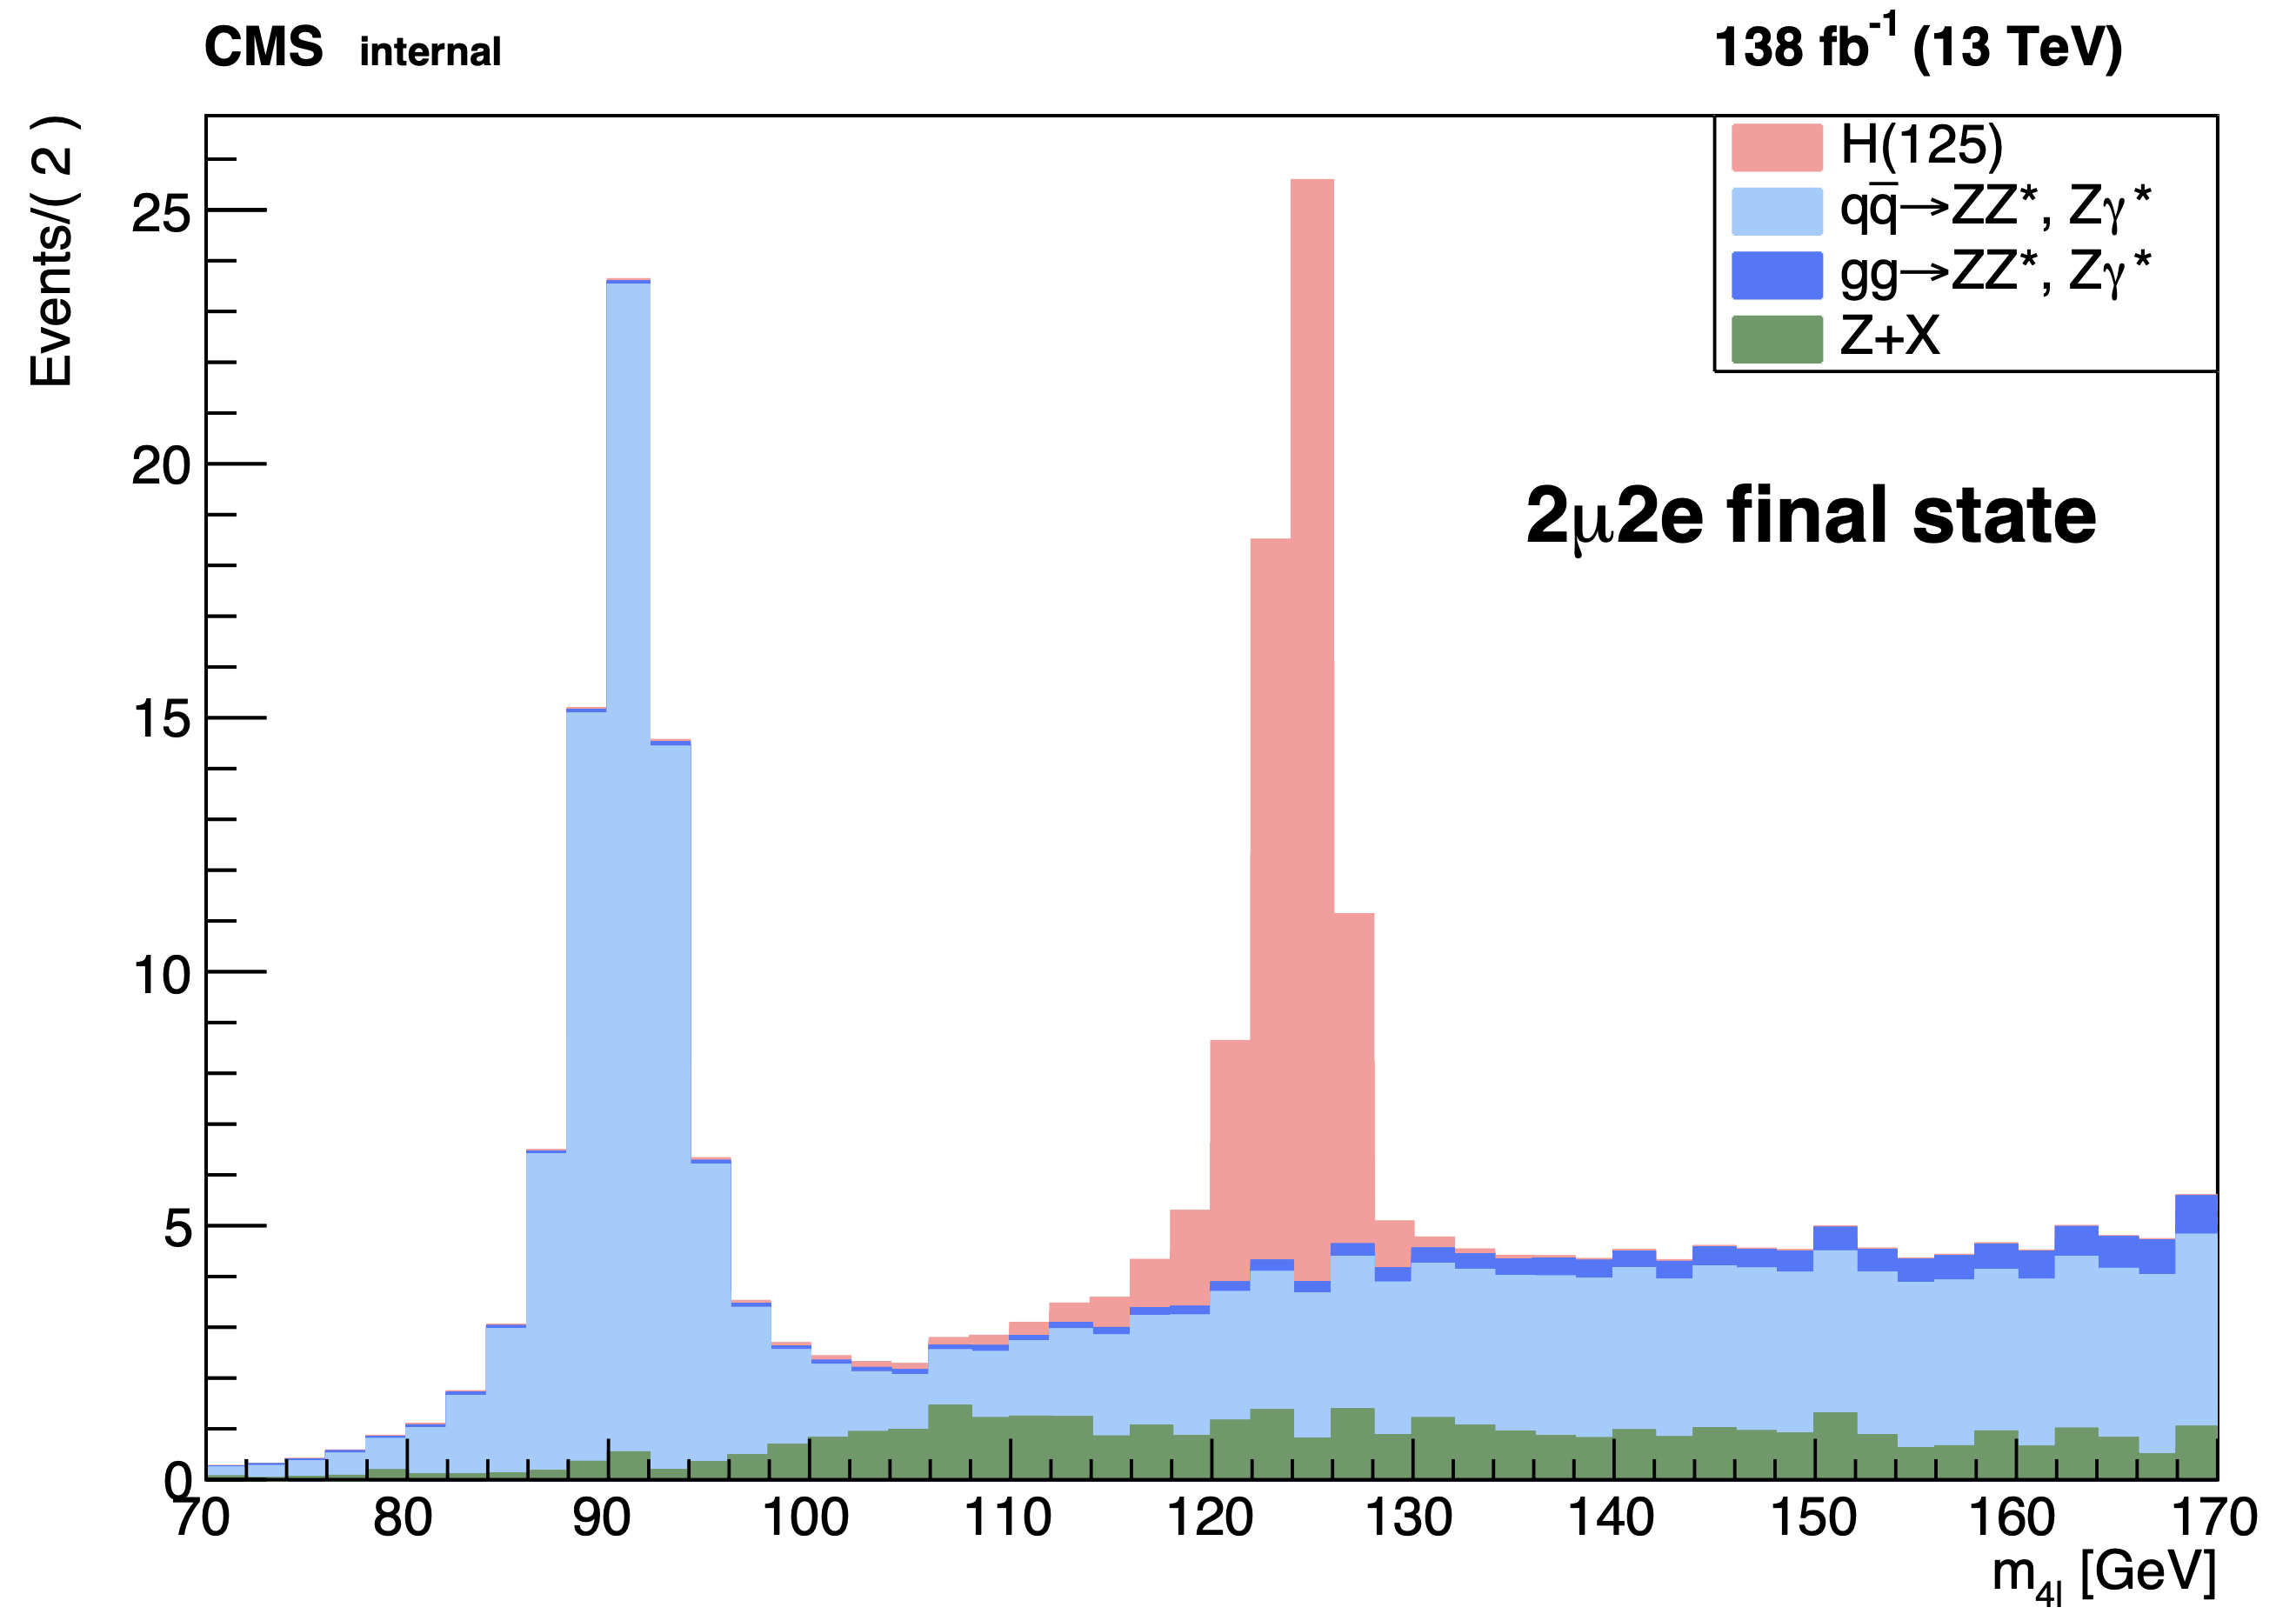 CMS internal
138 fb⁻¹ (13 TeV)
Events/( 2 )
H(125)
qq̅→ZZ*, Zγ*
gg→ZZ*, Zγ*
Z+X
2μ2e final state
25
20
15
10
5
0
70 80 90 100 110 120 130 140 150 160 170
m₄ₗ [GeV]